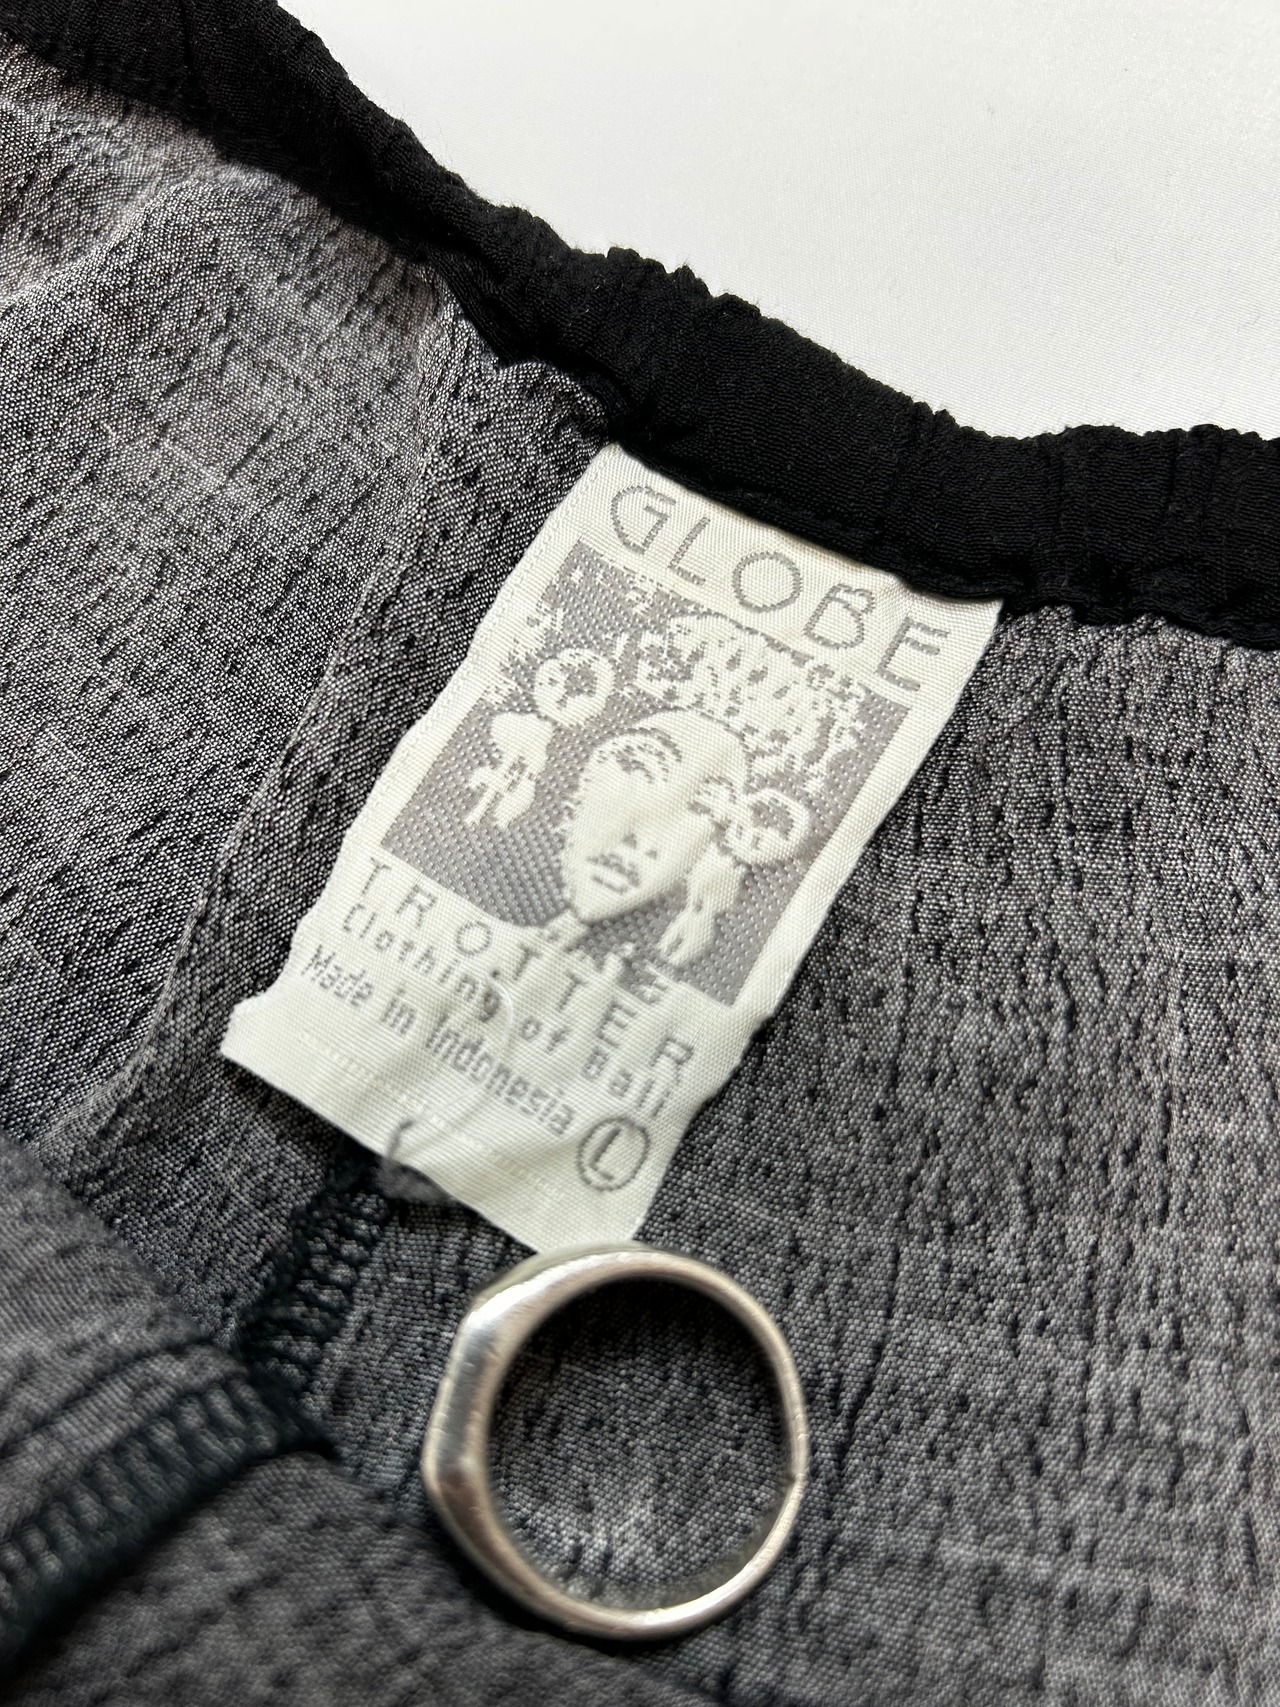 GLOBE
TROTTER
Clothing of Bali
Made in Indonesia
L